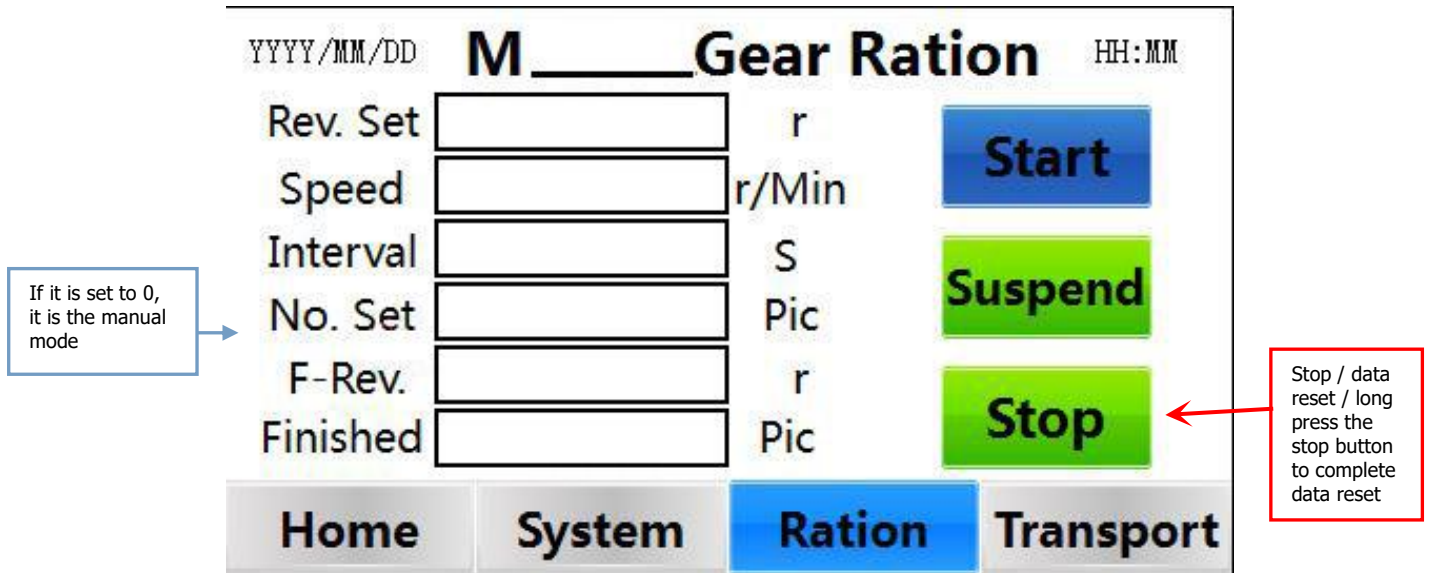 YYYY/MM/DD M_____Gear Ration HH:MM
Rev. Set r
Start
Speed r/Min
Interval S
Suspend
No. Set Pic
F-Rev. r
Stop
Finished Pic
Home System Ration Transport
If it is set to 0,
it is the manual
mode
Stop / data
reset / long
press the
stop button
to complete
data reset